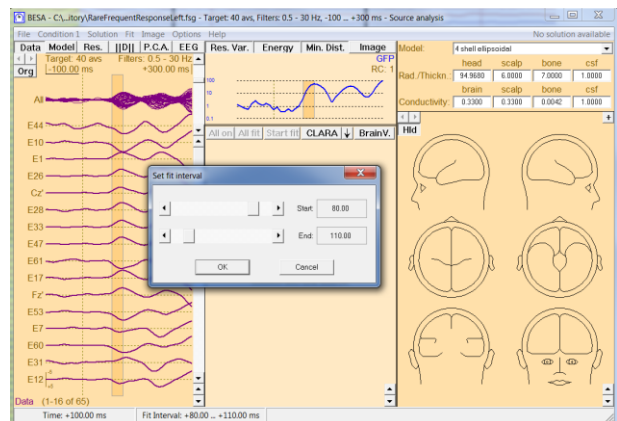 BESA - C:\...itory\RareFrequentResponseLeft.fsg - Target: 40 avs, Filters: 0.5 - 30 Hz, -100 ... +300 ms - Source analysis
File Condition 1 Solution Fit Image Options Help No solution available
Data Model Res. ||D|| P.C.A. EEG Res. Var. Energy Min. Dist. Image Model: 4 shell ellipsoidal
Target: 40 avs Filters: 0.5 - 30 Hz GFP
Org -100.00 ms +300.00 ms RC: 1
head scalp bone csf
Rad./Thickn.: 94.9680 6.0000 7.0000 1.0000
brain scalp bone csf
Conductivity: 0.3300 0.3300 0.0042 1.0000
100
10
1
0.1
All on All fit Start fit CLARA ↓ BrainV. Hld
All
E44
E10
E1
E26
Cz'
E28
E33
E47
E61
E17
Fz'
E53
E7
E60
E31
E12
Set fit interval
Start: 80.00
End: 110.00
OK Cancel
Data (1-16 of 65)
Time: +100.00 ms Fit Interval: +80.00 ... +110.00 ms